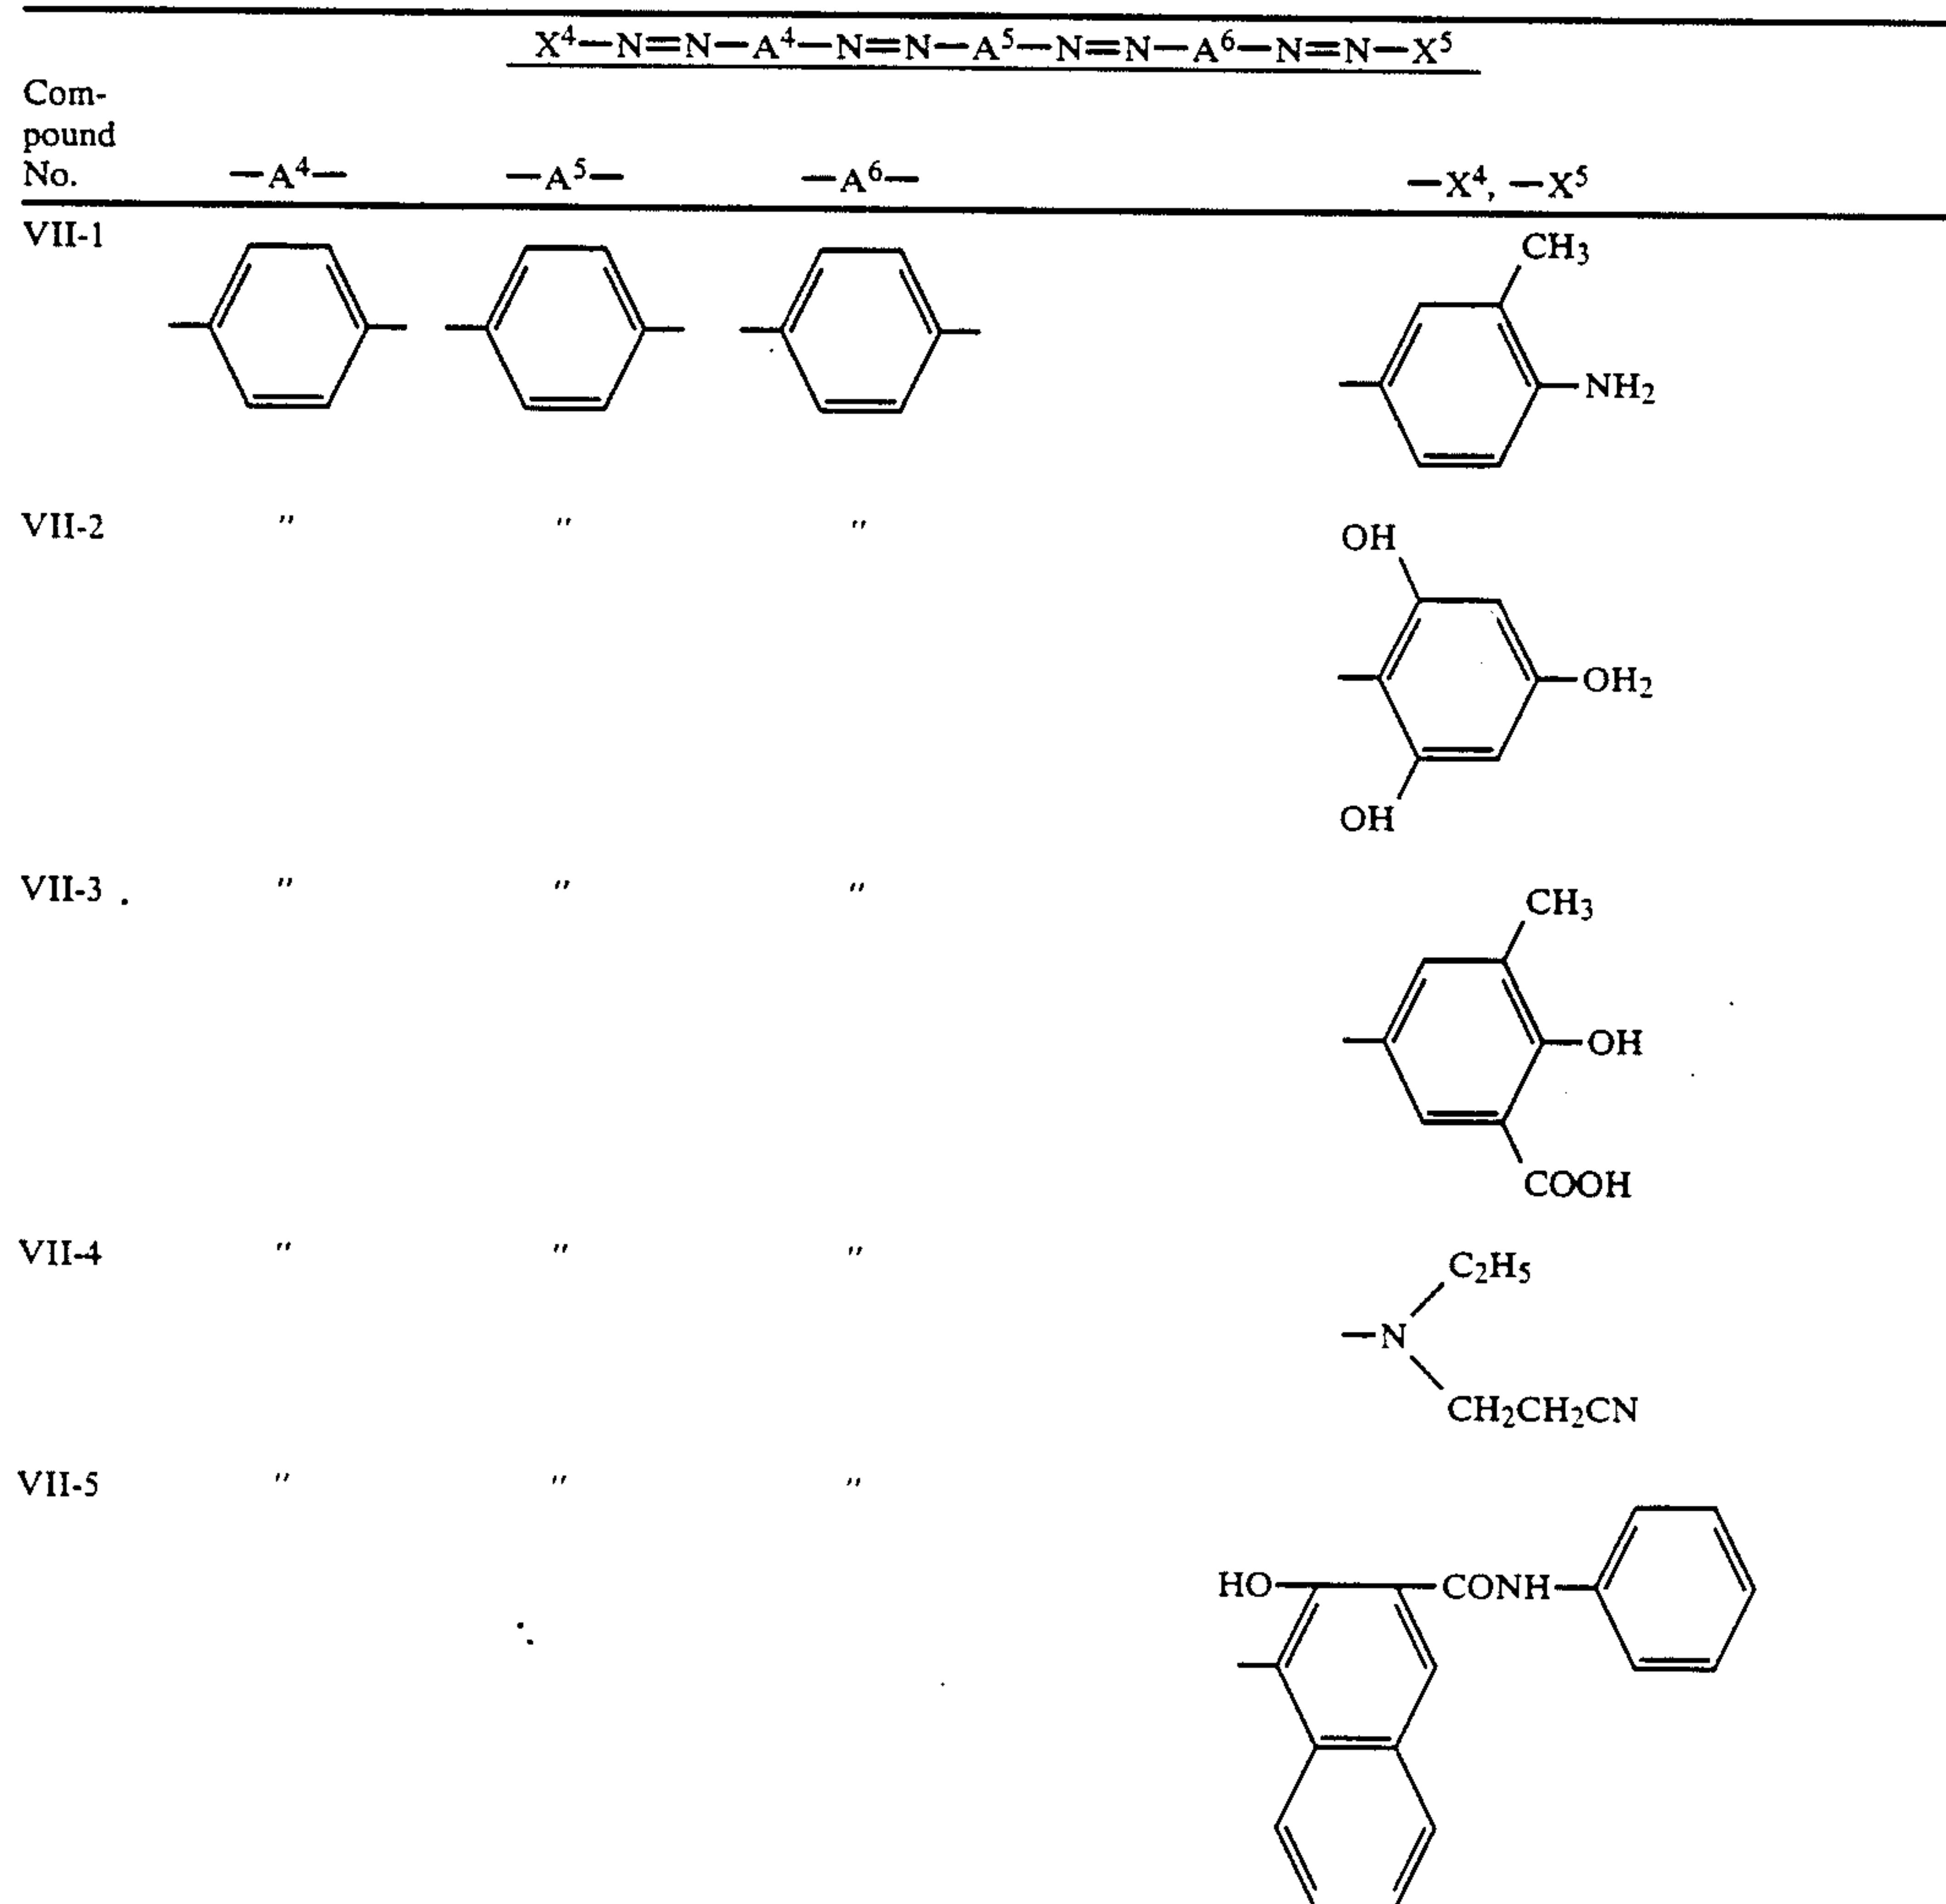 X⁴—N=N—A⁴—N=N—A⁵—N=N—A⁶—N=N—X⁵
Com-
pound
No. —A⁴— —A⁵— —A⁶— —X⁴, —X⁵
VII-1
CH₃
NH₂
VII-2 " " "
OH
OH₂
OH
VII-3 " " "
CH₃
OH
COOH
VII-4 " " "
C₂H₅
—N
CH₂CH₂CN
VII-5 " " "
HO CONH